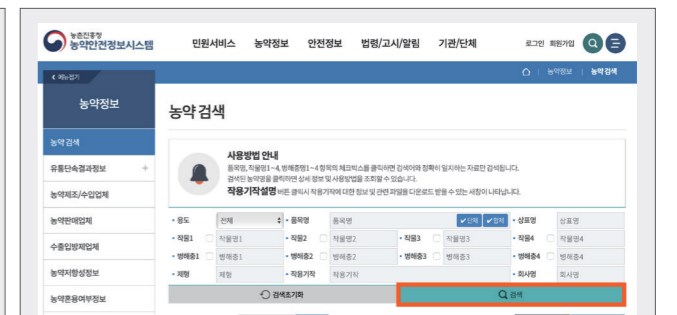 농촌진흥청
농약안전정보시스템
민원서비스 농약정보 안전정보 법령/고시/알림 기관/단체 로그인 회원가입
< 메뉴접기
농약정보 | 농약검색
농약정보
농약검색
유통단속결과정보 +
농약제조/수입업체
농약판매업체
수출입방제업체
농약저항성정보
농약혼용여부정보
농약 검색
사용방법 안내
품목명, 작물명1~4, 병해충명1~4 항목의 체크박스를 클릭하면 검색어와 정확히 일치하는 자료만 검색됩니다.
검색된 농약명을 클릭하면 상세 정보 및 사용방법을 조회할 수 있습니다.
작용기작설명 버튼 클릭시 작용기작에 대한 정보 및 관련 파일을 다운로드 받을 수 있는 새창이 나타납니다.
• 용도 전체 • 품목명 품목명 ✔단제 ✔합제 • 상표명 상표명
• 작물1 작물명1 • 작물2 작물명2 • 작물3 작물명3 • 작물4 작물명4
• 병해충1 병해충1 • 병해충2 병해충2 • 병해충3 병해충3 • 병해충4 병해충4
• 제형 제형 • 작용기작 작용기작 • 회사명 회사명
검색초기화 검색